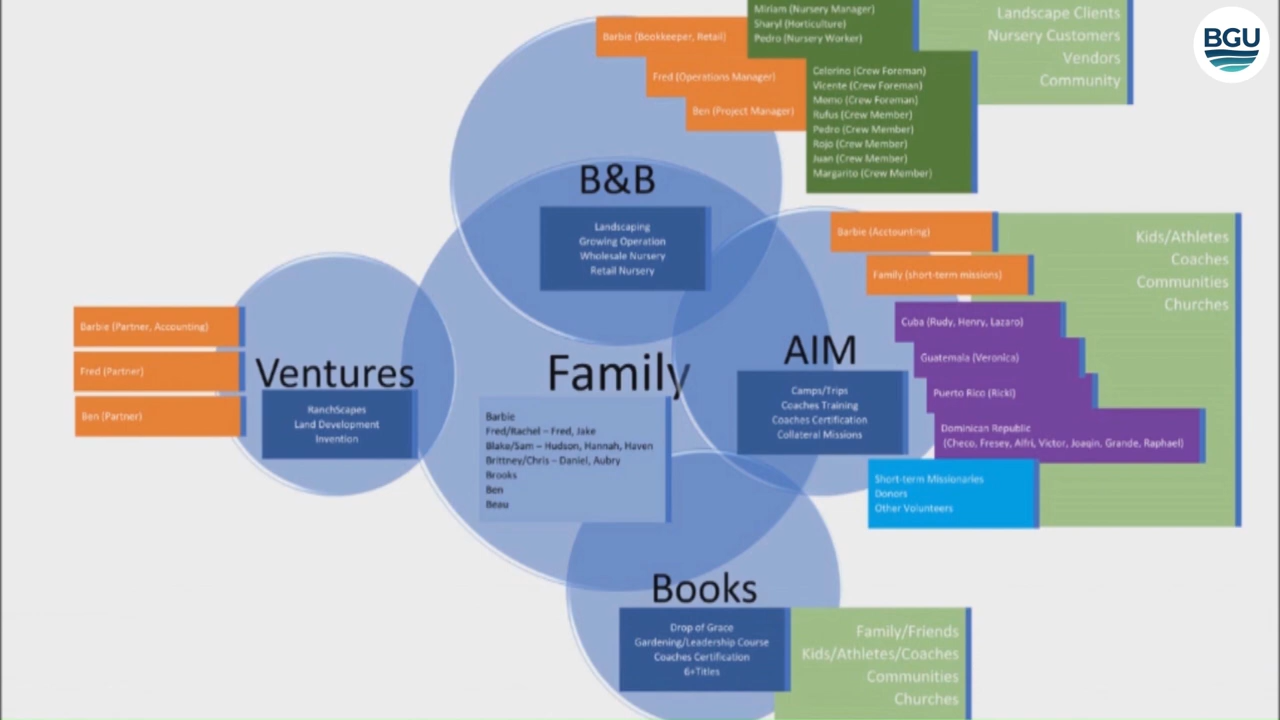 Miriam (Nursery Manager)
Sharyl (Horticulture)
Pedro (Nursery Worker)
Landscape Clients
Nursery Customers
Vendors
Community
BGU
Barbie (Bookkeeper, Retail)
Fred (Operations Manager)
Ben (Project Manager)
Celerino (Crew Foreman)
Vicente (Crew Foreman)
Memo (Crew Foreman)
Rufus (Crew Member)
Pedro (Crew Member)
Rojo (Crew Member)
Juan (Crew Member)
Margarito (Crew Member)
B&B
Landscaping
Growing Operation
Wholesale Nursery
Retail Nursery
Barbie (Acctounting)
Family (short-term missions)
Kids/Athletes
Coaches
Communities
Churches
Cuba (Rudy, Henry, Lazaro)
Guatemala (Veronica)
Puerto Rico (Ricki)
Dominican Republic
(Checo, Fresey, Alfri, Victor, Joaqin, Grande, Raphael)
Short-term Missionaries
Donors
Other Volunteers
AIM
Camps/Trips
Coaches Training
Coaches Certification
Collateral Missions
Barbie (Partner, Accounting)
Fred (Partner)
Ben (Partner)
Ventures
RanchScapes
Land Development
Invention
Family
Barbie
Fred/Rachel – Fred, Jake
Blake/Sam – Hudson, Hannah, Haven
Brittney/Chris – Daniel, Aubry
Brooks
Ben
Beau
Books
Drop of Grace
Gardening/Leadership Course
Coaches Certification
6+Titles
Family/Friends
Kids/Athletes/Coaches
Communities
Churches